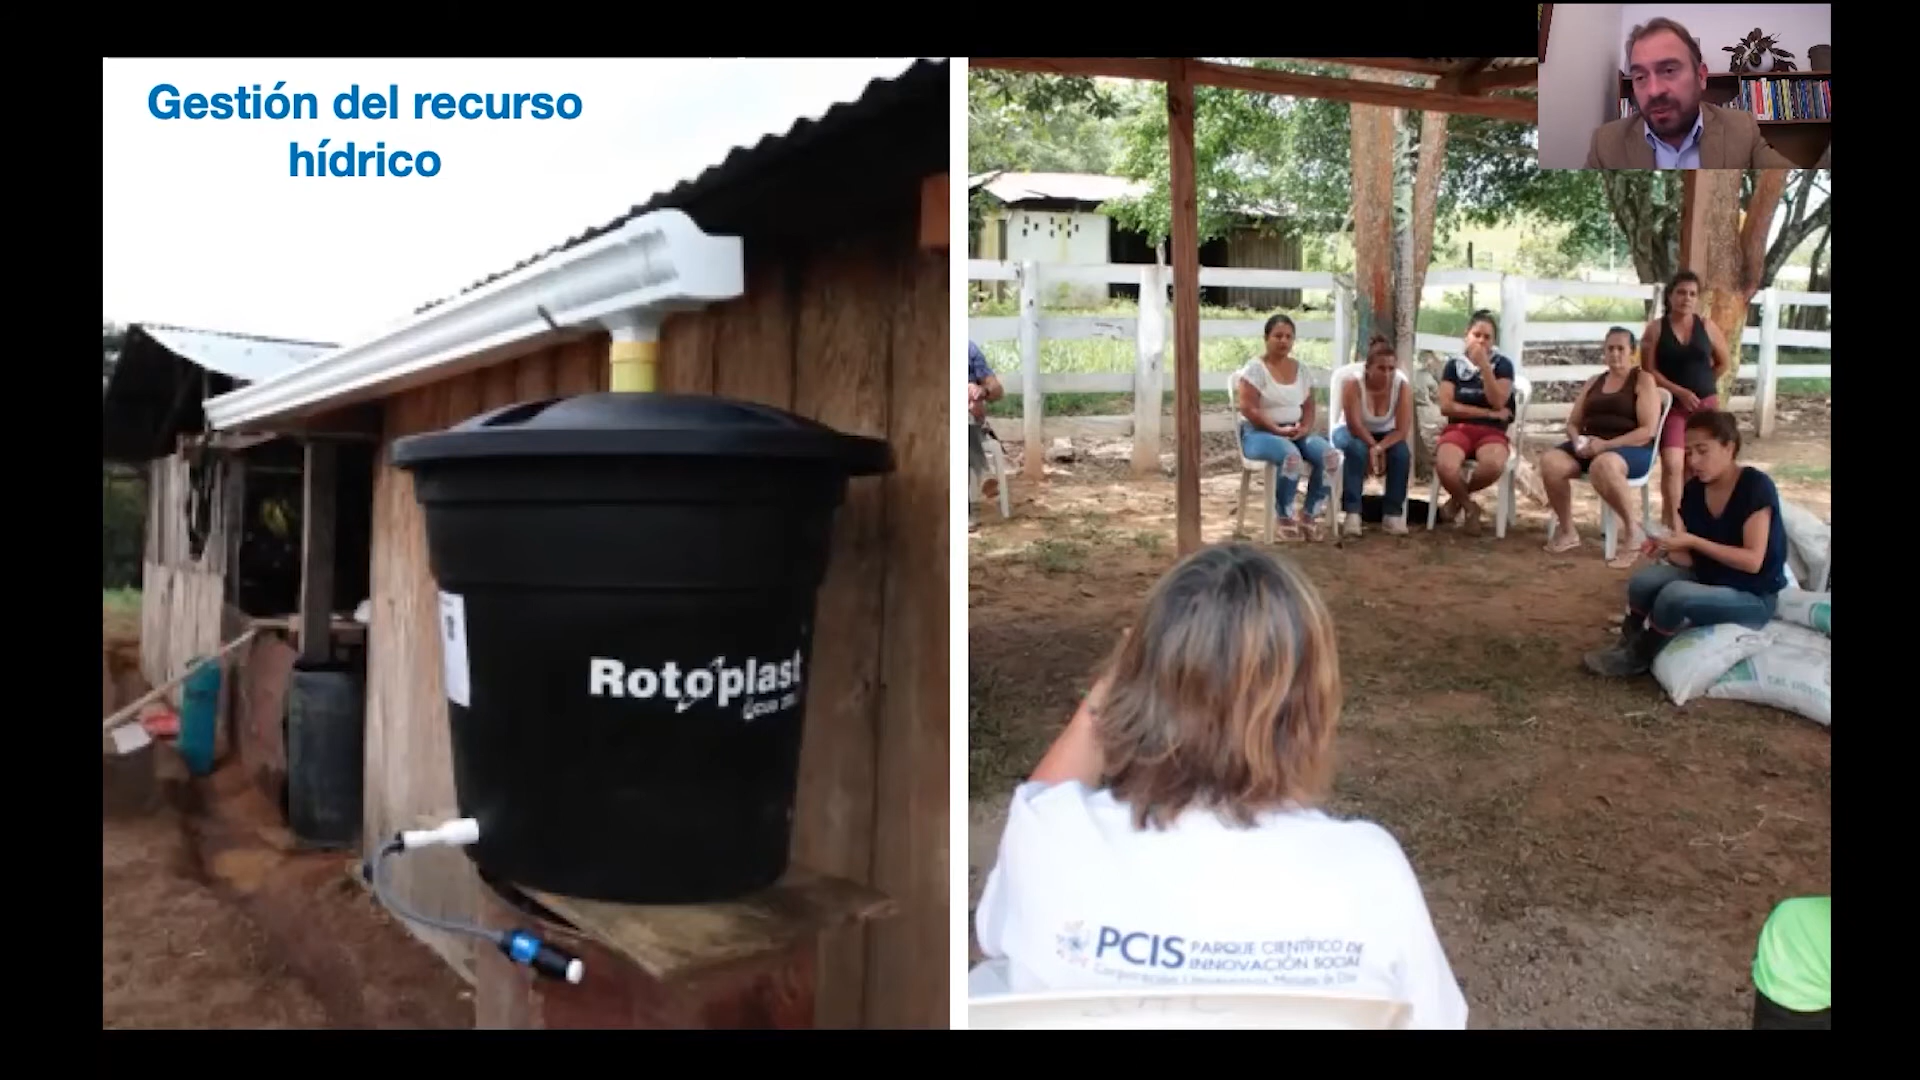 Gestión del recurso
hídrico
Rotoplast
PCIS PARQUE CIENTÍFICO DE
INNOVACIÓN SOCIAL